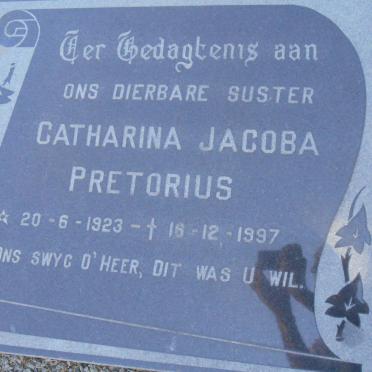 Ter Gedagtenis aan
ONS DIERBARE SUSTER
CATHARINA JACOBA
PRETORIUS
☆ 20-6-1923 - † 16-12-1997
ONS SWYG O'HEER, DIT WAS U WIL.